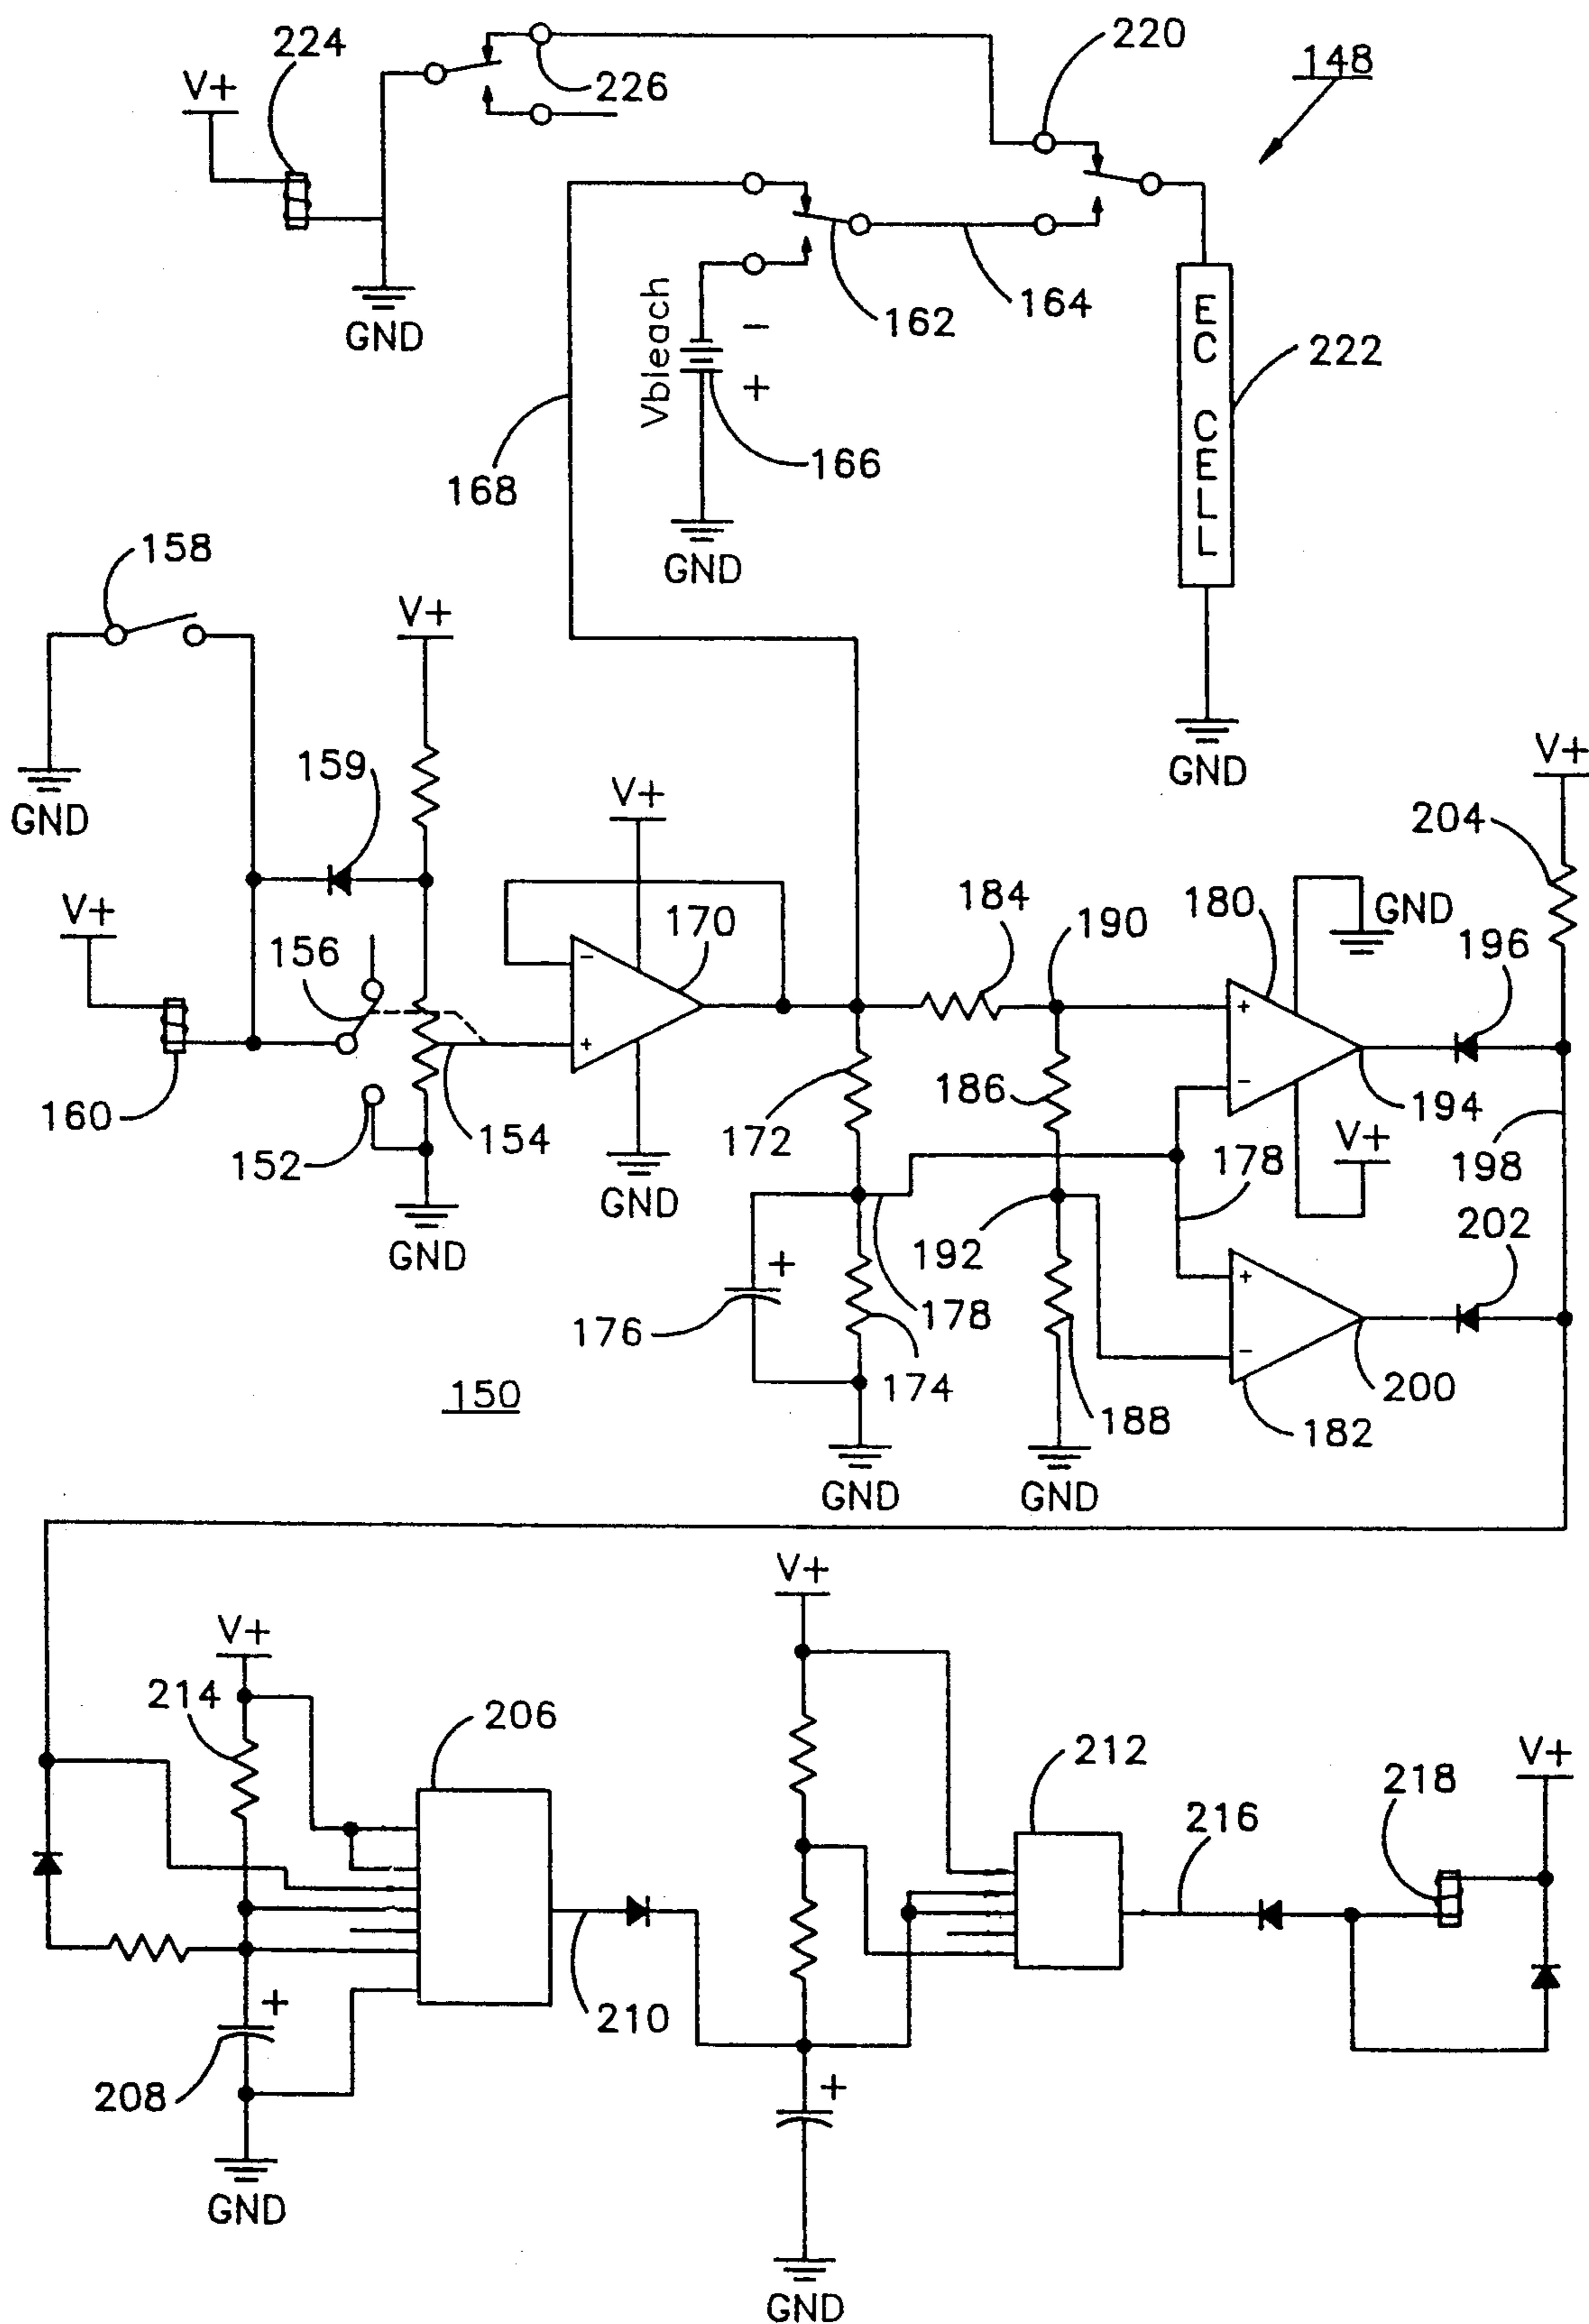 224
V+
226
220
148
GND
162
164
Vbleach
-
+
166
GND
168
EC CELL
222
GND
158
GND
V+
159
V+
156
160
152
154
GND
V+
170
-
+
GND
184
190
180
GND
V+
204
196
+
-
194
198
172
186
178
V+
192
178
202
+
-
200
182
+
176
174
188
GND
GND
150
V+
V+
214
206
212
V+
218
216
210
+
208
GND
+
GND